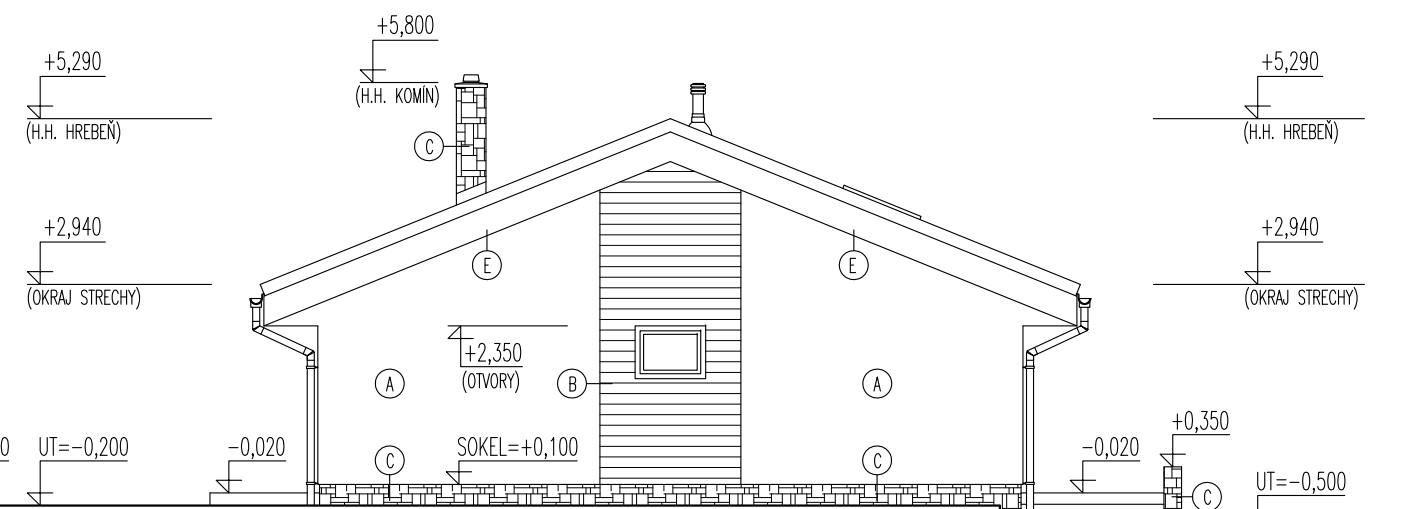 +5,800
+5,290
+5,290
(H.H. KOMÍN)
(H.H. HREBEŇ)
(H.H. HREBEŇ)
C
+2,940
+2,940
E
E
(OKRAJ STRECHY)
(OKRAJ STRECHY)
+2,350
(OTVORY)
A
B
A
+0,350
0
UT=-0,200
-0,020
SOKEL=+0,100
-0,020
C
C
UT=-0,500
C